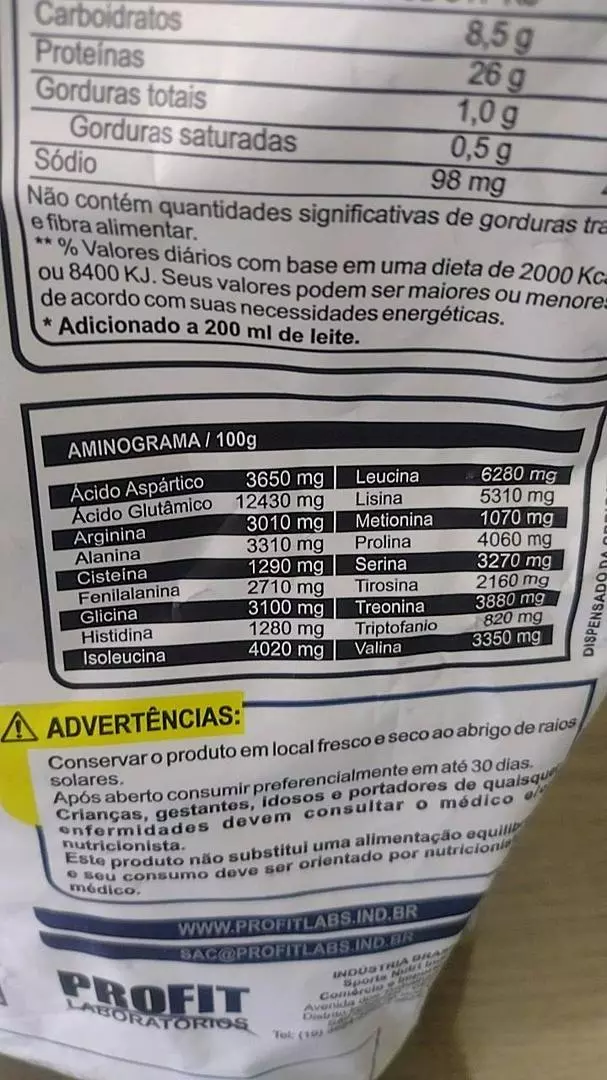 Carboidratos 8,5 g
Proteínas 26 g
Gorduras totais 1,0 g
Gorduras saturadas 0,5 g
Sódio 98 mg
Não contém quantidades significativas de gorduras
e fibra alimentar.
** % Valores diários com base em uma dieta de 2000
ou 8400 KJ. Seus valores podem ser maiores ou
de acordo com suas necessidades energéticas.
* Adicionado a 200 ml de leite.
AMINOGRAMA / 100g
Ácido Aspártico 3650 mg Leucina 6280 mg
Ácido Glutâmico 12430 mg Lisina 5310 mg
Arginina 3010 mg Metionina 1070 mg
Alanina 3310 mg Prolina 4060 mg
Cisteína 1290 mg Serina 3270 mg
Fenilalanina 2710 mg Tirosina 2160 mg
Glicina 3100 mg Treonina 3880 mg
Histidina 1280 mg Triptofanio 820 mg
Isoleucina 4020 mg Valina 3350 mg
DISPENSADO DA
ADVERTÊNCIAS:
Conservar o produto em local fresco e seco ao abrigo de raios
solares.
Após aberto consumir preferencialmente em até 30 dias.
Crianças, gestantes, idosos e portadores de
enfermidades devem consultar o médico
nutricionista.
Este produto não substitui uma alimentação
e seu consumo deve ser orientado por
médico.
WWW.PROFITLABS.IND.BR
SAC@PROFITLABS.IND.BR
PROFIT
LABORATÓRIOS
INDÚSTRIA
Sports
Comércio e
Avenida
Tel: (19)